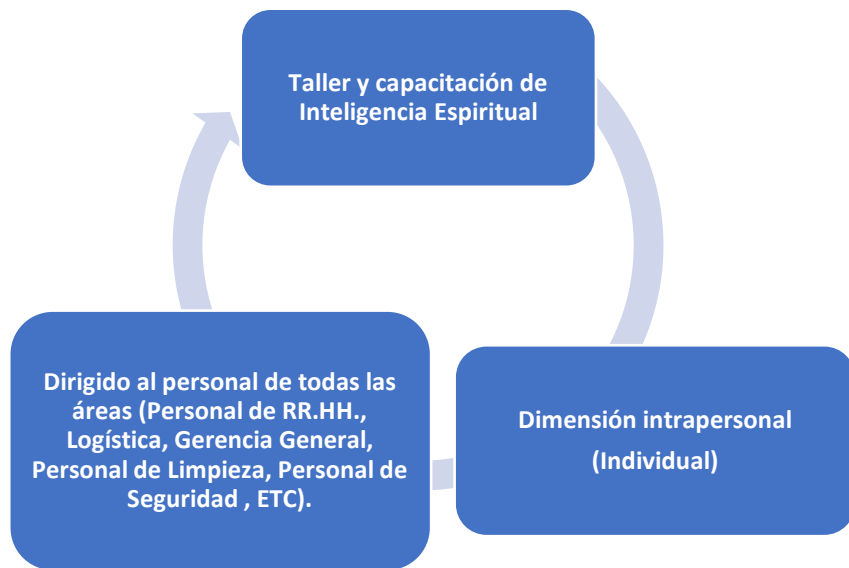 Taller y capacitación de
Inteligencia Espiritual
Dimensión intrapersonal
(Individual)
Dirigido al personal de todas las
áreas (Personal de RR.HH.,
Logística, Gerencia General,
Personal de Limpieza, Personal de
Seguridad , ETC).